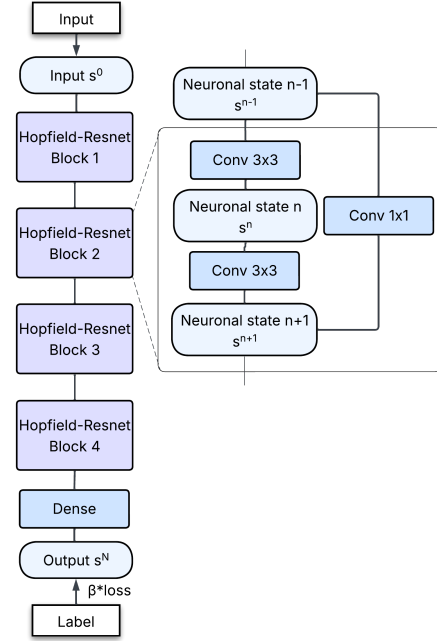 Input
Input s⁰
Hopfield-Resnet
Block 1
Hopfield-Resnet
Block 2
Hopfield-Resnet
Block 3
Hopfield-Resnet
Block 4
Dense
Output sᴺ
β*loss
Label
Neuronal state n-1
sⁿ⁻¹
Conv 3x3
Neuronal state n
sⁿ
Conv 3x3
Neuronal state n+1
sⁿ⁺¹
Conv 1x1